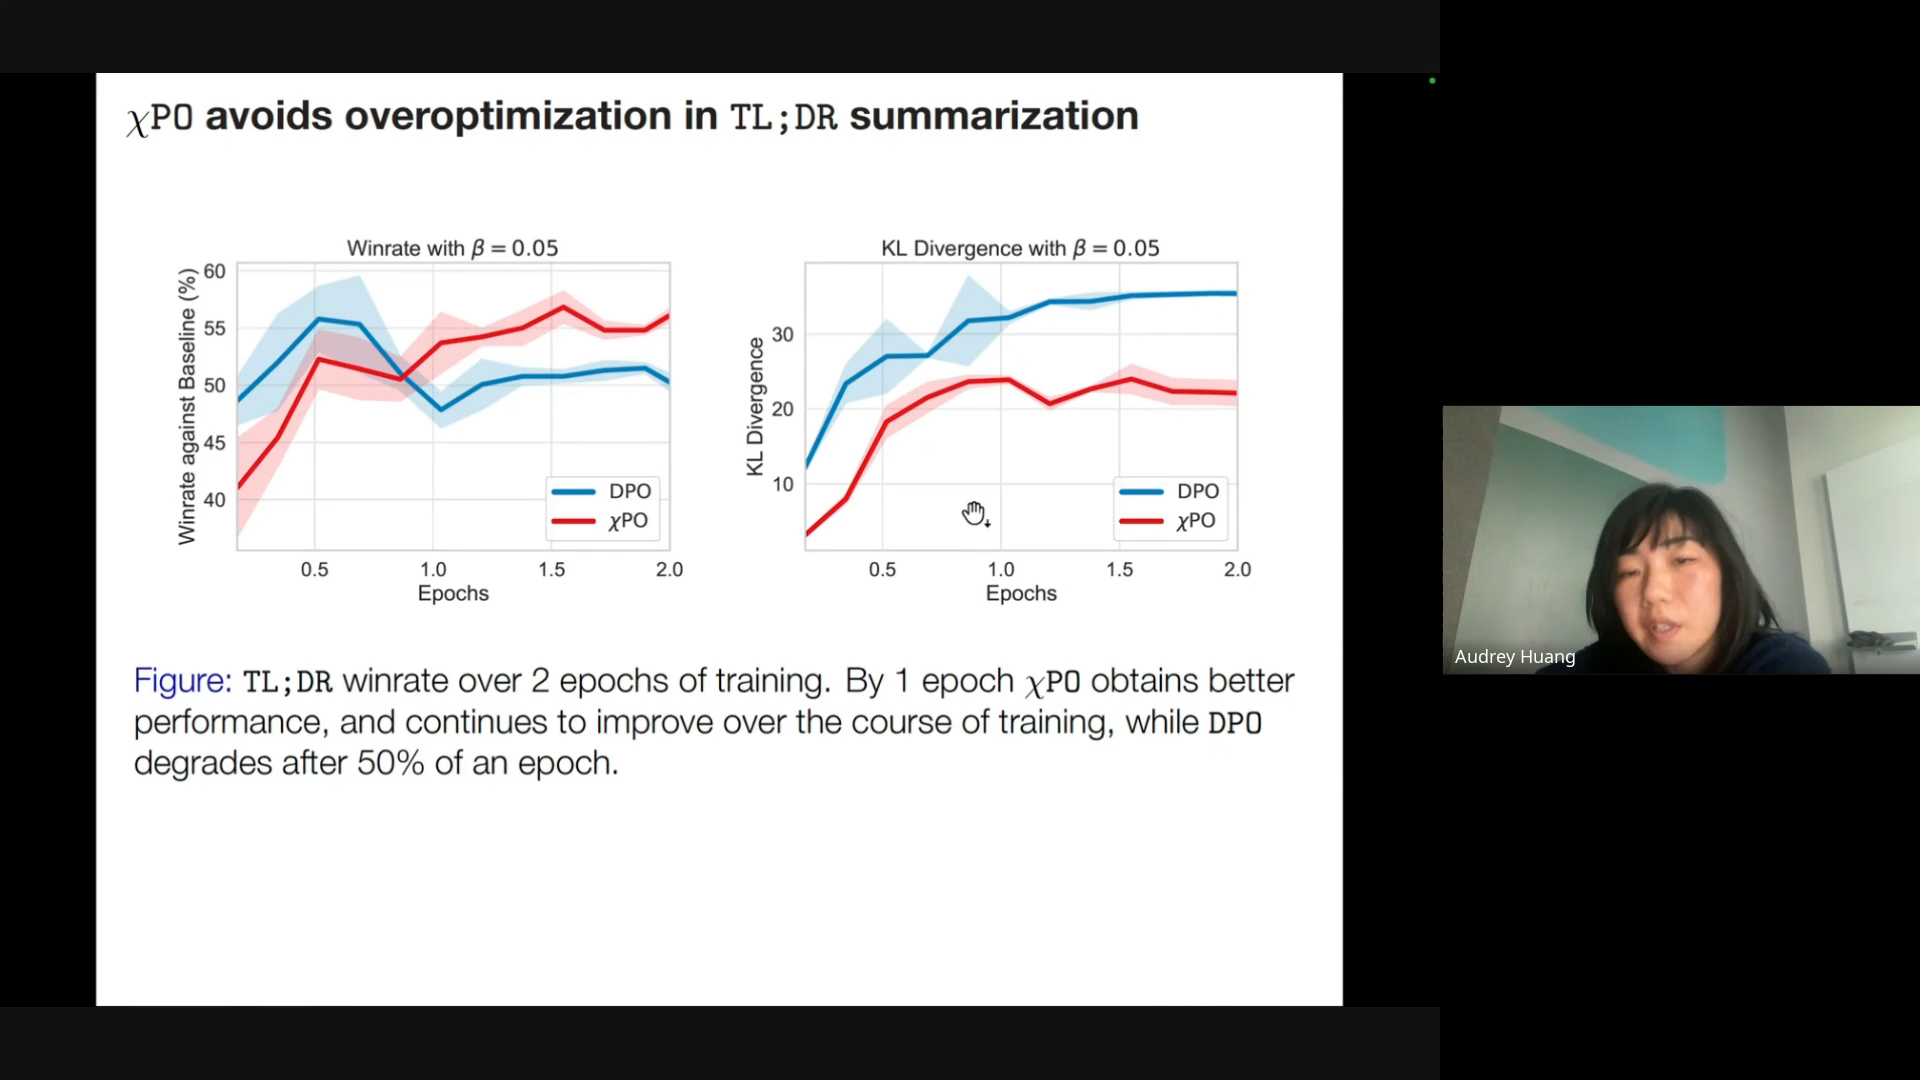 χPO avoids overoptimization in TL;DR summarization
Winrate with β = 0.05
Winrate against Baseline (%)
60
55
50
45
40
0.5 1.0 1.5 2.0
Epochs
DPO
χPO
KL Divergence with β = 0.05
KL Divergence
30
20
10
0.5 1.0 1.5 2.0
Epochs
DPO
χPO
Figure: TL;DR winrate over 2 epochs of training. By 1 epoch χPO obtains better
performance, and continues to improve over the course of training, while DPO
degrades after 50% of an epoch.
Audrey Huang